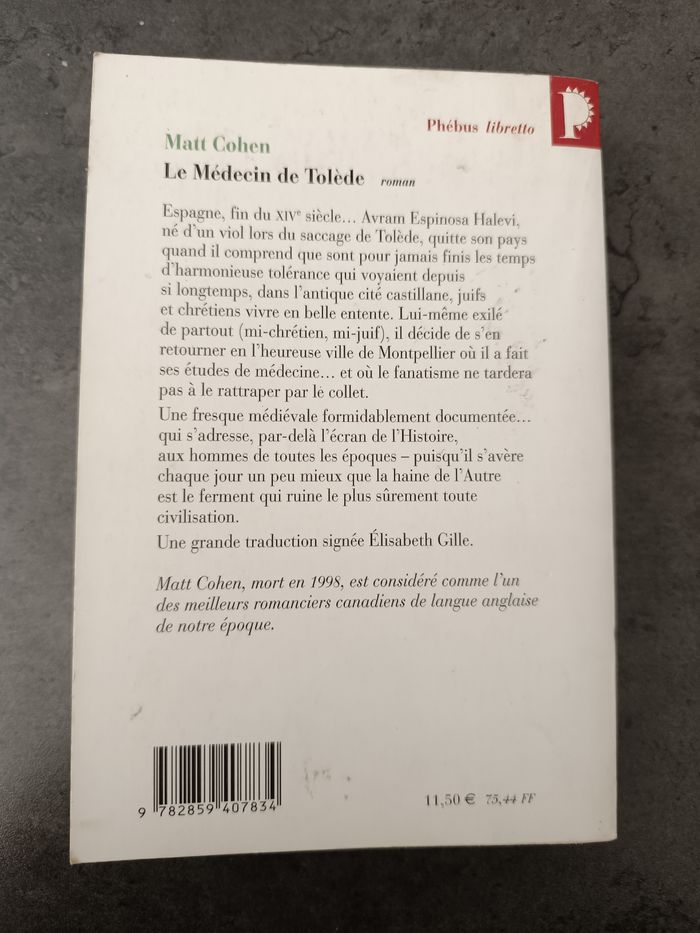 Phébus libretto
P
Matt Cohen
Le Médecin de Tolède roman
Espagne, fin du XIVe siècle... Avram Espinosa Halevi,
né d'un viol lors du saccage de Tolède, quitte son pays
quand il comprend que sont pour jamais finis les temps
d'harmonieuse tolérance qui voyaient depuis
si longtemps, dans l'antique cité castillane, juifs
et chrétiens vivre en belle entente. Lui-même exilé
de partout (mi-chrétien, mi-juif), il décide de s'en
retourner en l'heureuse ville de Montpellier où il a fait
ses études de médecine... et où le fanatisme ne tardera
pas à le rattraper par le collet.
Une fresque médiévale formidablement documentée...
qui s'adresse, par-delà l'écran de l'Histoire,
aux hommes de toutes les époques – puisqu'il s'avère
chaque jour un peu mieux que la haine de l'Autre
est le ferment qui ruine le plus sûrement toute
civilisation.
Une grande traduction signée Élisabeth Gille.
Matt Cohen, mort en 1998, est considéré comme l'un
des meilleurs romanciers canadiens de langue anglaise
de notre époque.
9 782859 407834
11,50 € 75,44 FF